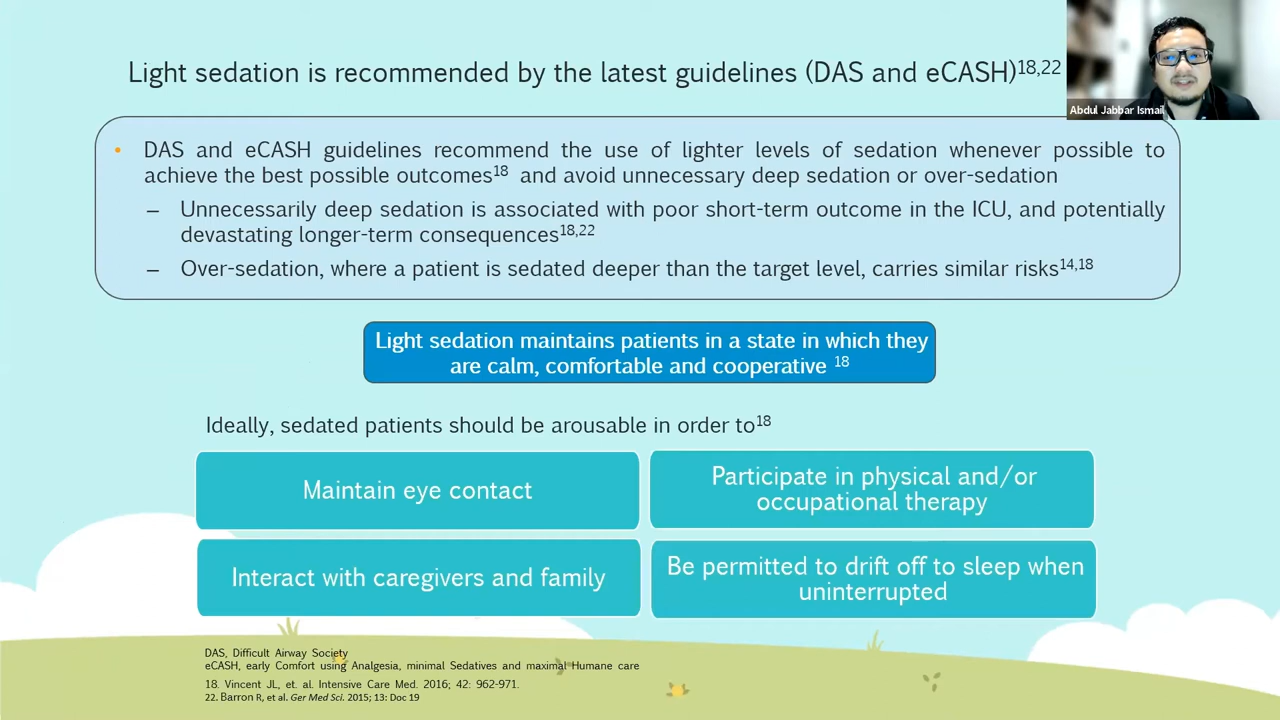 Light sedation is recommended by the latest guidelines (DAS and eCASH)18,22
Abdul Jabbar Ismail
• DAS and eCASH guidelines recommend the use of lighter levels of sedation whenever possible to
achieve the best possible outcomes18 and avoid unnecessary deep sedation or over-sedation
– Unnecessarily deep sedation is associated with poor short-term outcome in the ICU, and potentially
devastating longer-term consequences18,22
– Over-sedation, where a patient is sedated deeper than the target level, carries similar risks14,18
Light sedation maintains patients in a state in which they
are calm, comfortable and cooperative 18
Ideally, sedated patients should be arousable in order to18
Maintain eye contact
Participate in physical and/or
occupational therapy
Interact with caregivers and family
Be permitted to drift off to sleep when
uninterrupted
DAS, Difficult Airway Society
eCASH, early Comfort using Analgesia, minimal Sedatives and maximal Humane care
18. Vincent JL, et. al. Intensive Care Med. 2016; 42: 962-971.
22. Barron R, et al. Ger Med Sci. 2015; 13: Doc 19